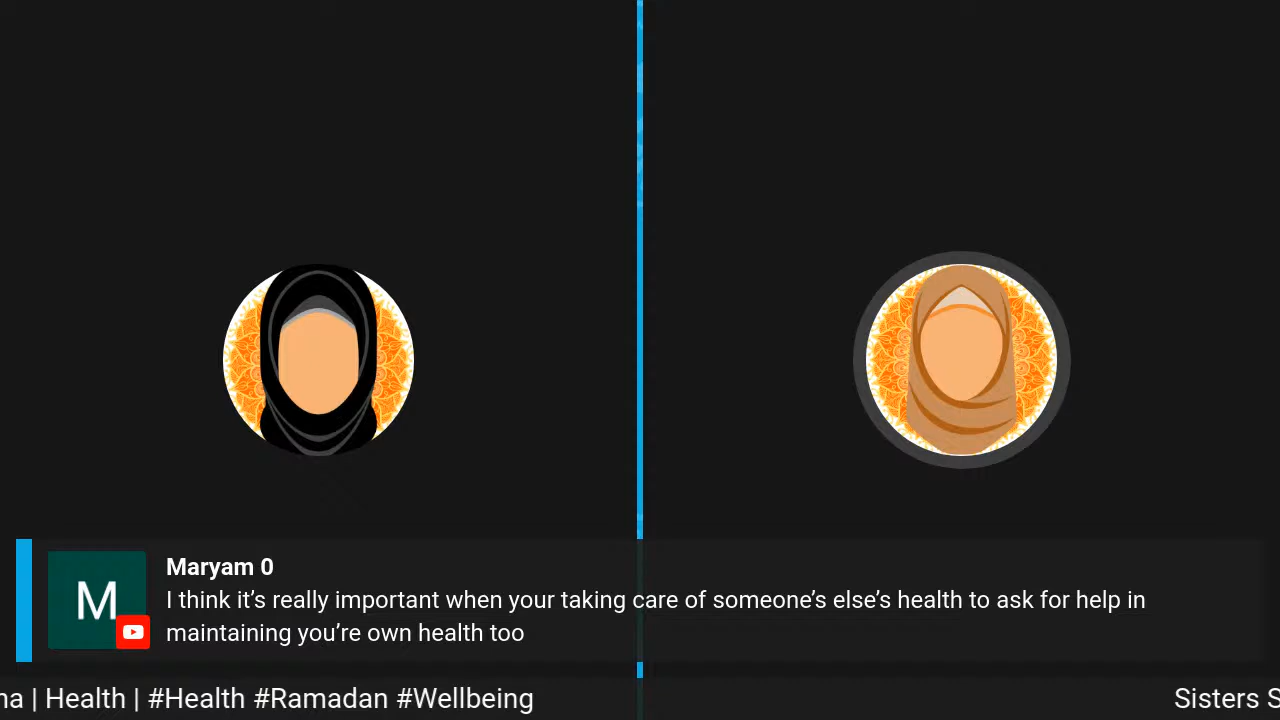 M
Maryam 0
I think it’s really important when your taking care of someone’s else’s health to ask for help in
maintaining you’re own health too
| Health | #Health #Ramadan #Wellbeing
Sisters